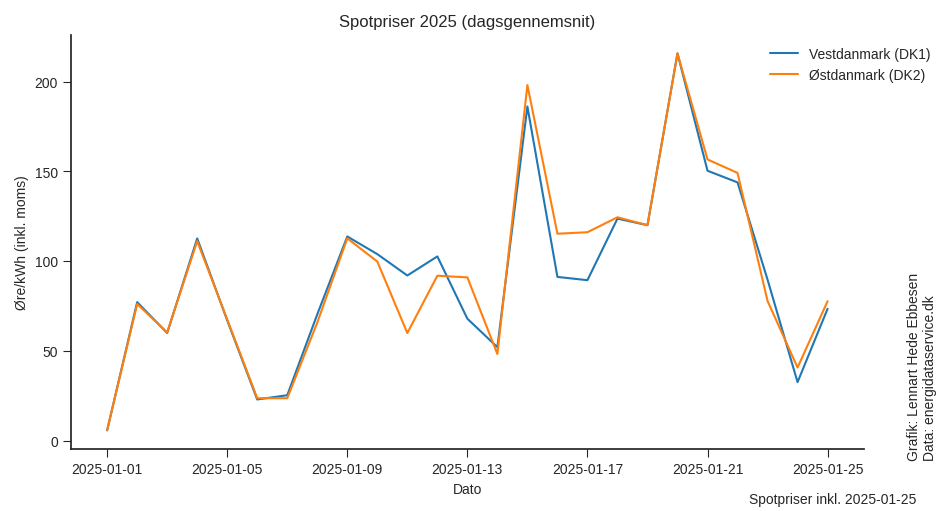 Spotpriser 2025 (dagsgennemsnit)
Vestdanmark (DK1)
Østdanmark (DK2)
Øre/kWh (inkl. moms)
200
150
100
50
0
2025-01-01 2025-01-05 2025-01-09 2025-01-13 2025-01-17 2025-01-21 2025-01-25
Dato
Grafik: Lennart Hede Ebbesen
Data: energidataservice.dk
Spotpriser inkl. 2025-01-25